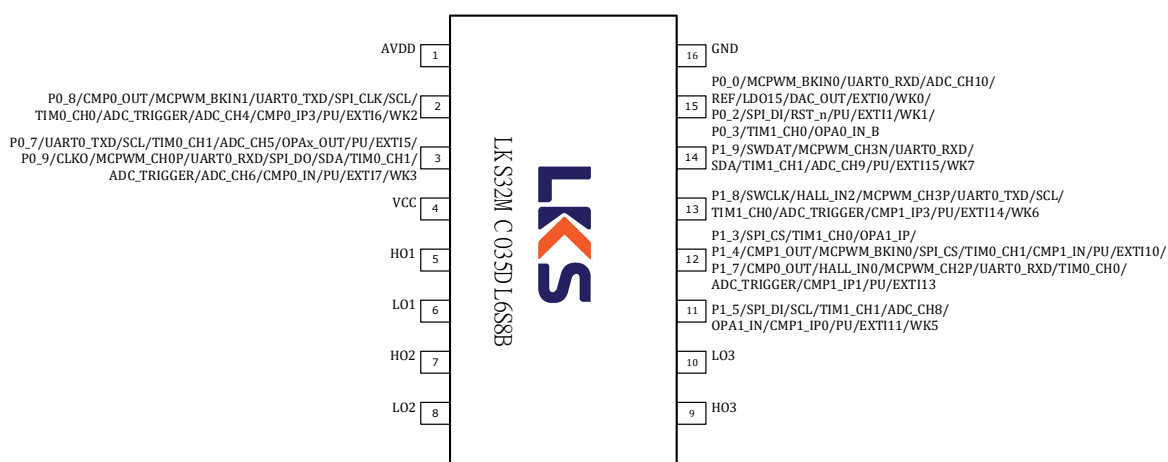 AVDD
1
P0_8/CMP0_OUT/MCPWM_BKIN1/UART0_TXD/SPI_CLK/SCL/
TIM0_CH0/ADC_TRIGGER/ADC_CH4/CMP0_IP3/PU/EXTI6/WK2
2
P0_7/UART0_TXD/SCL/TIM0_CH1/ADC_CH5/OPAx_OUT/PU/EXTI5/
P0_9/CLKO/MCPWM_CH0P/UART0_RXD/SPI_DO/SDA/TIM0_CH1/
ADC_TRIGGER/ADC_CH6/CMP0_IN/PU/EXTI7/WK3
3
VCC
4
HO1
5
LO1
6
HO2
7
LO2
8
LKS32MC035DL6S8B
LKS
16
GND
P0_0/MCPWM_BKIN0/UART0_RXD/ADC_CH10/
REF/LDO15/DAC_OUT/EXTI0/WK0/
P0_2/SPI_DI/RST_n/PU/EXTI1/WK1/
P0_3/TIM1_CH0/OPA0_IN_B
15
P1_9/SWDAT/MCPWM_CH3N/UART0_RXD/
SDA/TIM1_CH1/ADC_CH9/PU/EXTI15/WK7
14
P1_8/SWCLK/HALL_IN2/MCPWM_CH3P/UART0_TXD/SCL/
TIM1_CH0/ADC_TRIGGER/CMP1_IP3/PU/EXTI14/WK6
13
P1_3/SPI_CS/TIM1_CH0/OPA1_IP/
P1_4/CMP1_OUT/MCPWM_BKIN0/SPI_CS/TIM0_CH1/CMP1_IN/PU/EXTI10/
P1_7/CMP0_OUT/HALL_IN0/MCPWM_CH2P/UART0_RXD/TIM0_CH0/
ADC_TRIGGER/CMP1_IP1/PU/EXTI13
12
P1_5/SPI_DI/SCL/TIM1_CH1/ADC_CH8/
OPA1_IN/CMP1_IP0/PU/EXTI11/WK5
11
10
LO3
9
HO3